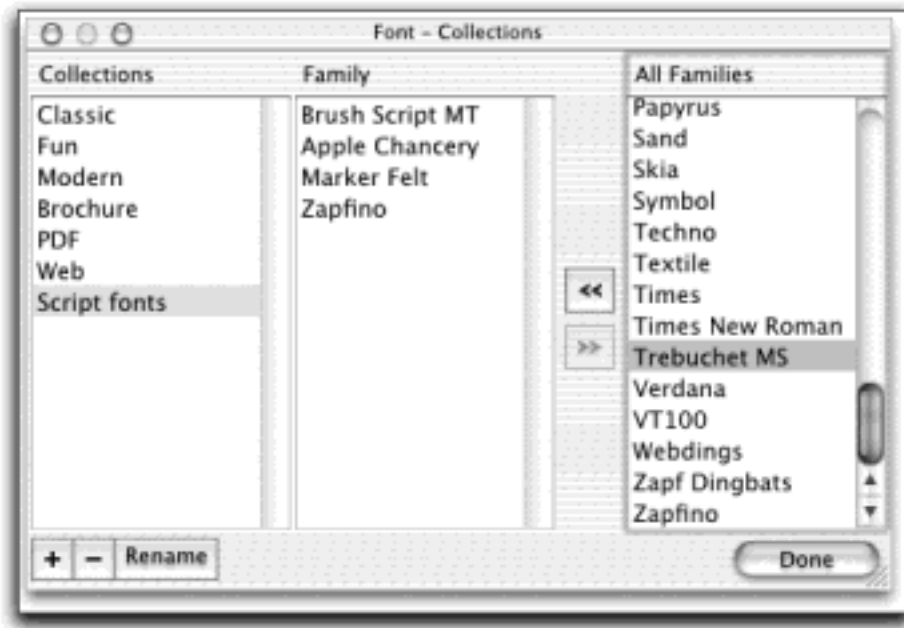 Font – Collections
Collections
Family
All Families
Classic
Fun
Modern
Brochure
PDF
Web
Script fonts
Brush Script MT
Apple Chancery
Marker Felt
Zapfino
<<
>>
Papyrus
Sand
Skia
Symbol
Techno
Textile
Times
Times New Roman
Trebuchet MS
Verdana
VT100
Webdings
Zapf Dingbats
Zapfino
+
−
Rename
Done